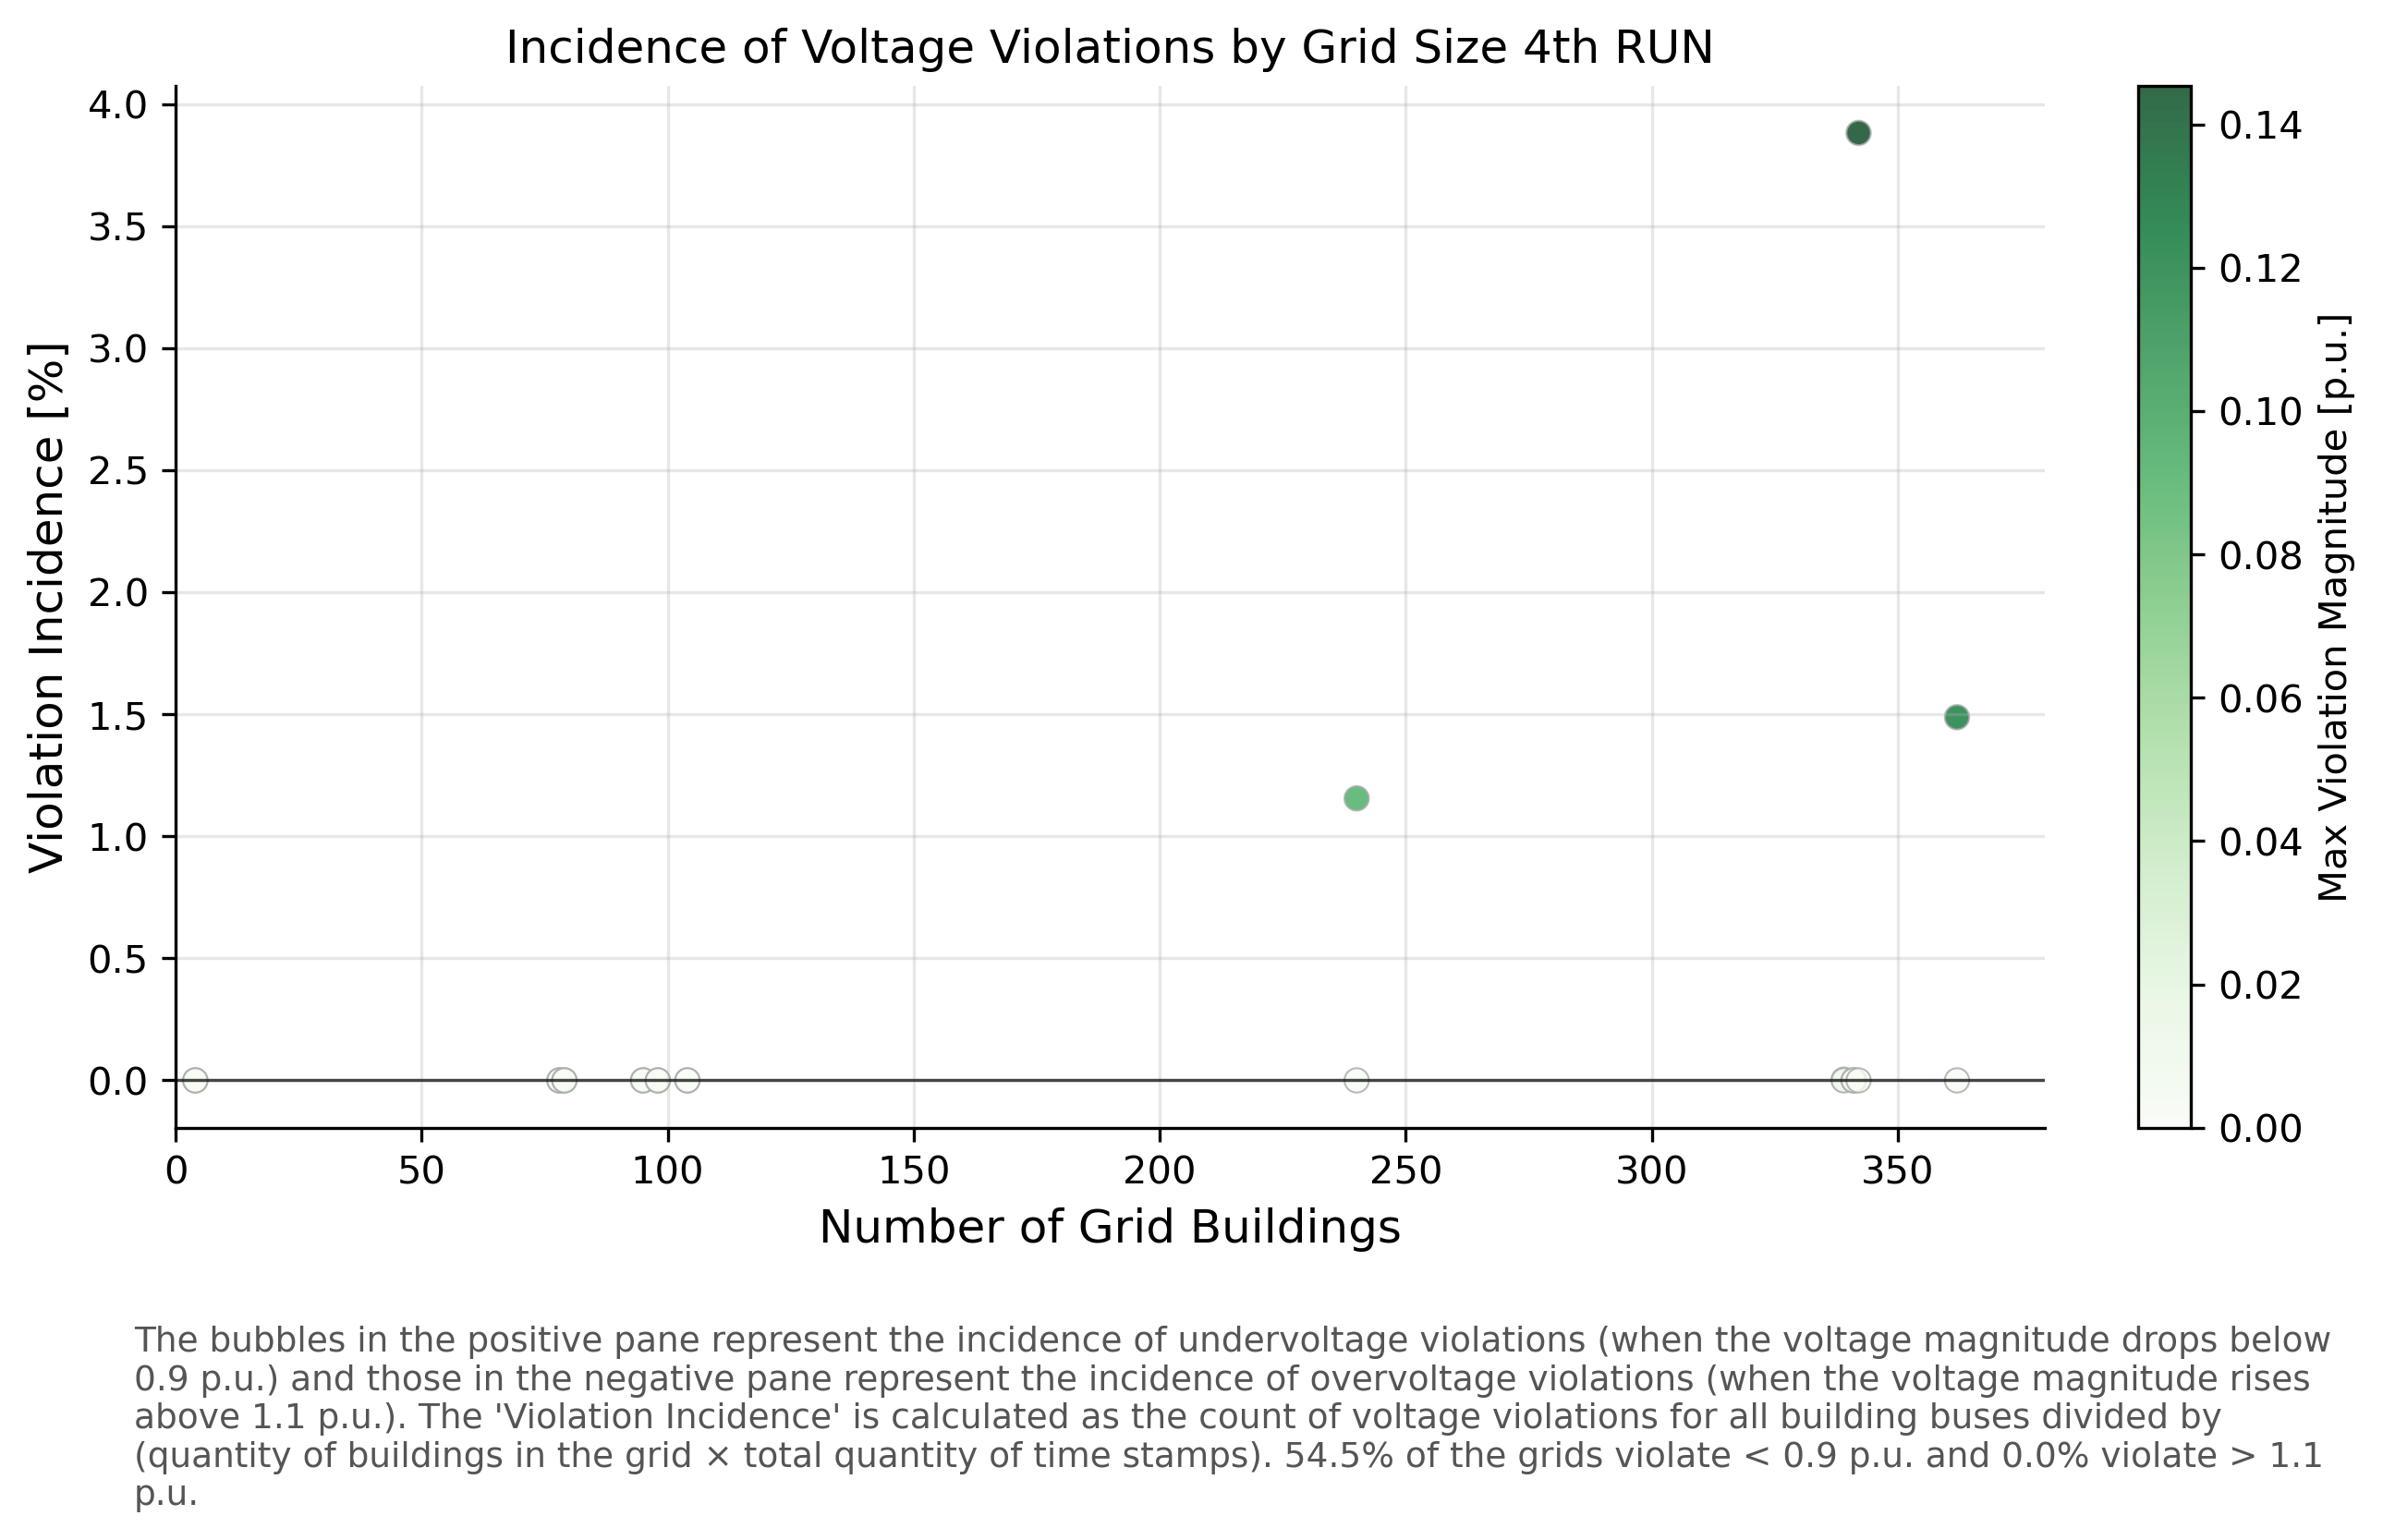 Incidence of Voltage Violations by Grid Size 4th RUN
Violation Incidence [%]
4.0
3.5
3.0
2.5
2.0
1.5
1.0
0.5
0.0
0 50 100 150 200 250 300 350
Number of Grid Buildings
0.14
0.12
0.10
0.08
0.06
0.04
0.02
0.00
Max Violation Magnitude [p.u.]
The bubbles in the positive pane represent the incidence of undervoltage violations (when the voltage magnitude drops below
0.9 p.u.) and those in the negative pane represent the incidence of overvoltage violations (when the voltage magnitude rises
above 1.1 p.u.). The 'Violation Incidence' is calculated as the count of voltage violations for all building buses divided by
(quantity of buildings in the grid × total quantity of time stamps). 54.5% of the grids violate < 0.9 p.u. and 0.0% violate > 1.1
p.u.